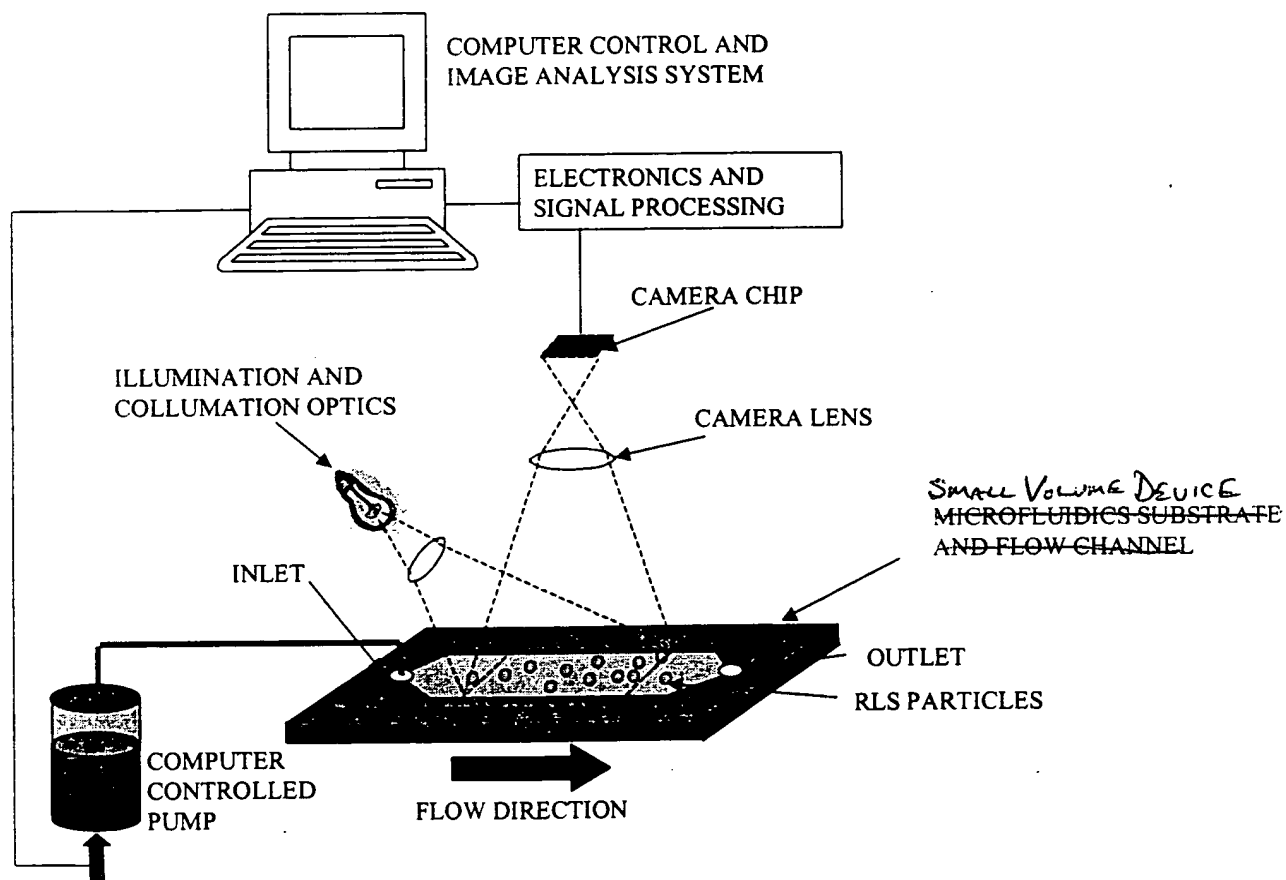 COMPUTER CONTROL AND
IMAGE ANALYSIS SYSTEM
ELECTRONICS AND
SIGNAL PROCESSING
CAMERA CHIP
ILLUMINATION AND
COLLUMATION OPTICS
CAMERA LENS
SMALL VOLUME DEVICE
MICROFLUIDICS SUBSTRATE
AND FLOW CHANNEL
INLET
OUTLET
RLS PARTICLES
COMPUTER
CONTROLLED
PUMP
FLOW DIRECTION